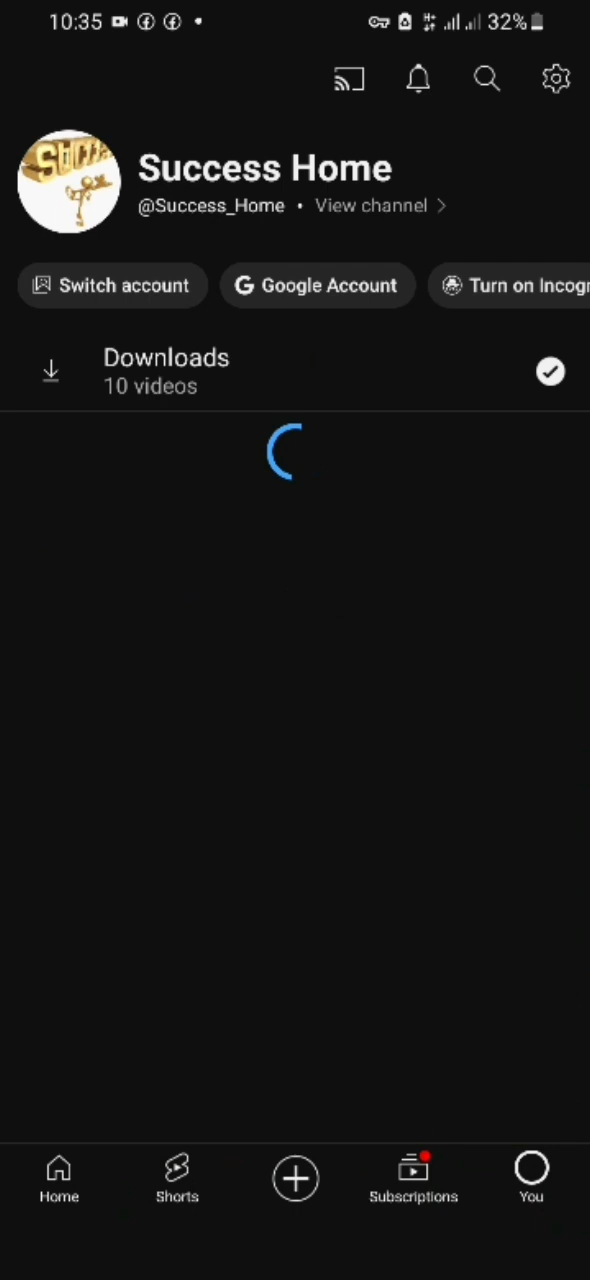 10:35 32%
Success Home
@Success_Home • View channel
Switch account Google Account Turn on Incogr
Downloads
10 videos
Home Shorts Subscriptions You